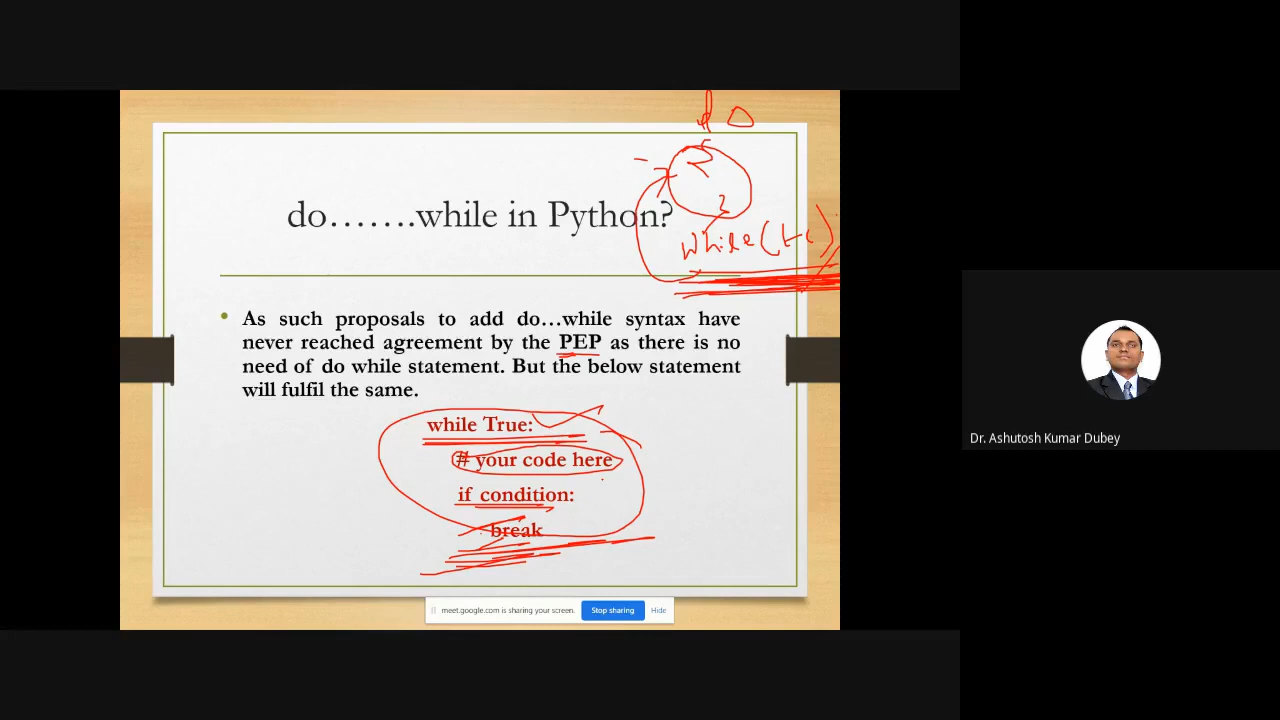 do
while(
do…….while in Python?
• As such proposals to add do…while syntax have
never reached agreement by the PEP as there is no
need of do while statement. But the below statement
will fulfil the same.
while True:
# your code here
if condition:
break
meet.google.com is sharing your screen. Stop sharing Hide
Dr. Ashutosh Kumar Dubey